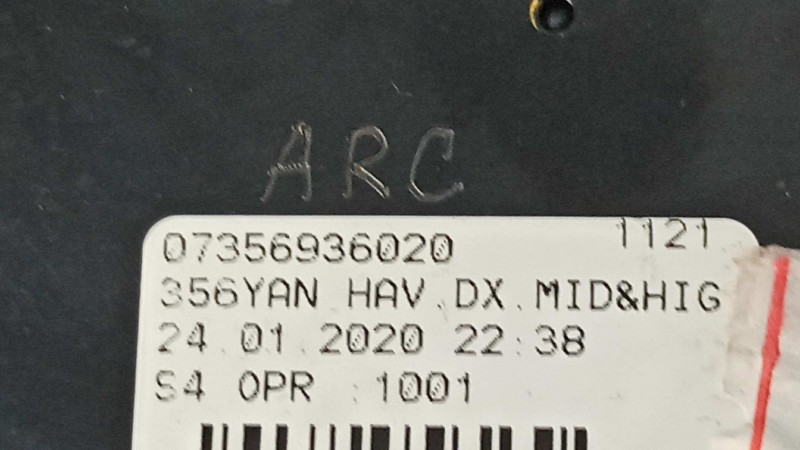 ARC
07356936020 1121
356YAN HAV.DX.MID&HIG
24.01.2020 22:38
S4 OPR :1001